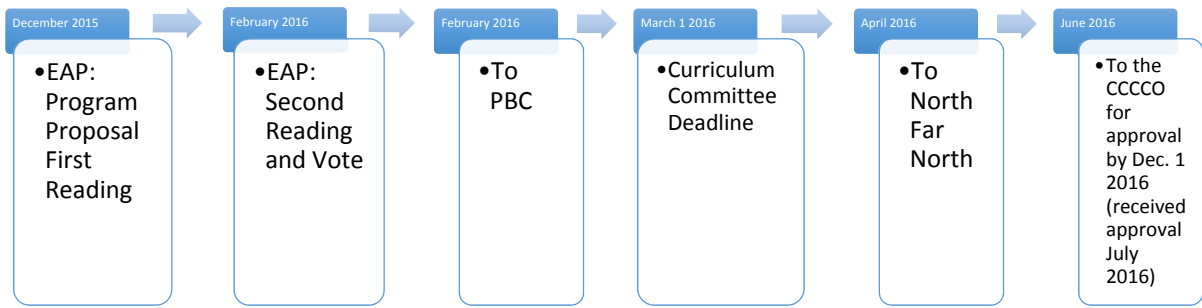 December 2015
•EAP:
Program
Proposal
First
Reading
February 2016
•EAP:
Second
Reading
and Vote
February 2016
•To
PBC
March 1 2016
•Curriculum
Committee
Deadline
April 2016
•To
North
Far
North
June 2016
•To the
CCCCO
for
approval
by Dec. 1
2016
(received
approval
July
2016)